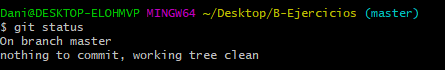 Dani@DESKTOP-ELOHMVP MINGW64 ~/Desktop/B-Ejercicios (master)
$ git status
On branch master
nothing to commit, working tree clean